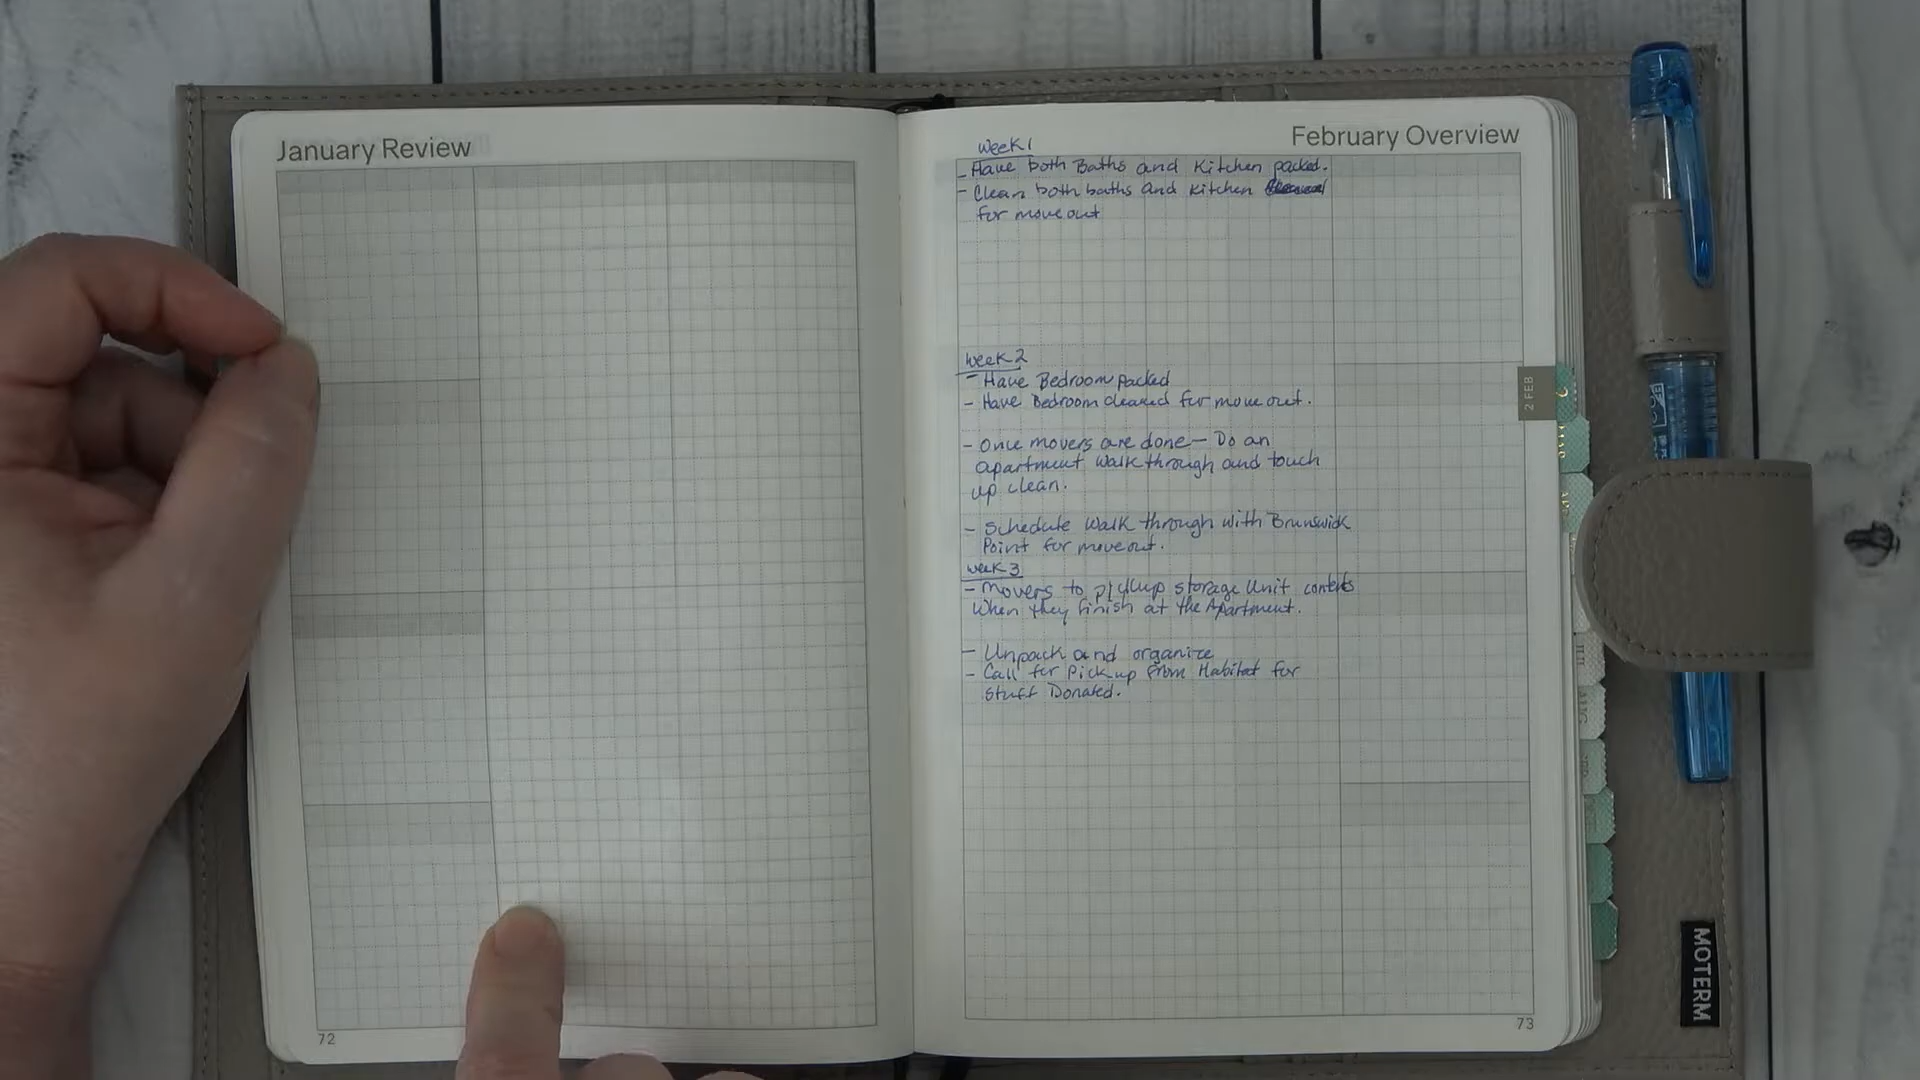 January Review
72
February Overview
Week 1
- Have both Baths and Kitchen packed.
- Clean both baths and Kitchen
for move out
Week 2
- Have Bedroom packed
- Have Bedroom cleaned for move out.
- Once movers are done - Do an
apartment walk through and touch
up clean.
- Schedule walk through with Brunswick
Point for move out.
Week 3
- Movers to pickup storage Unit contents
When they finish at the Apartment.
- Unpack and organize
- Call for Pick up from Habitat for
Stuff Donated.
73
2 FEB
MOTERM